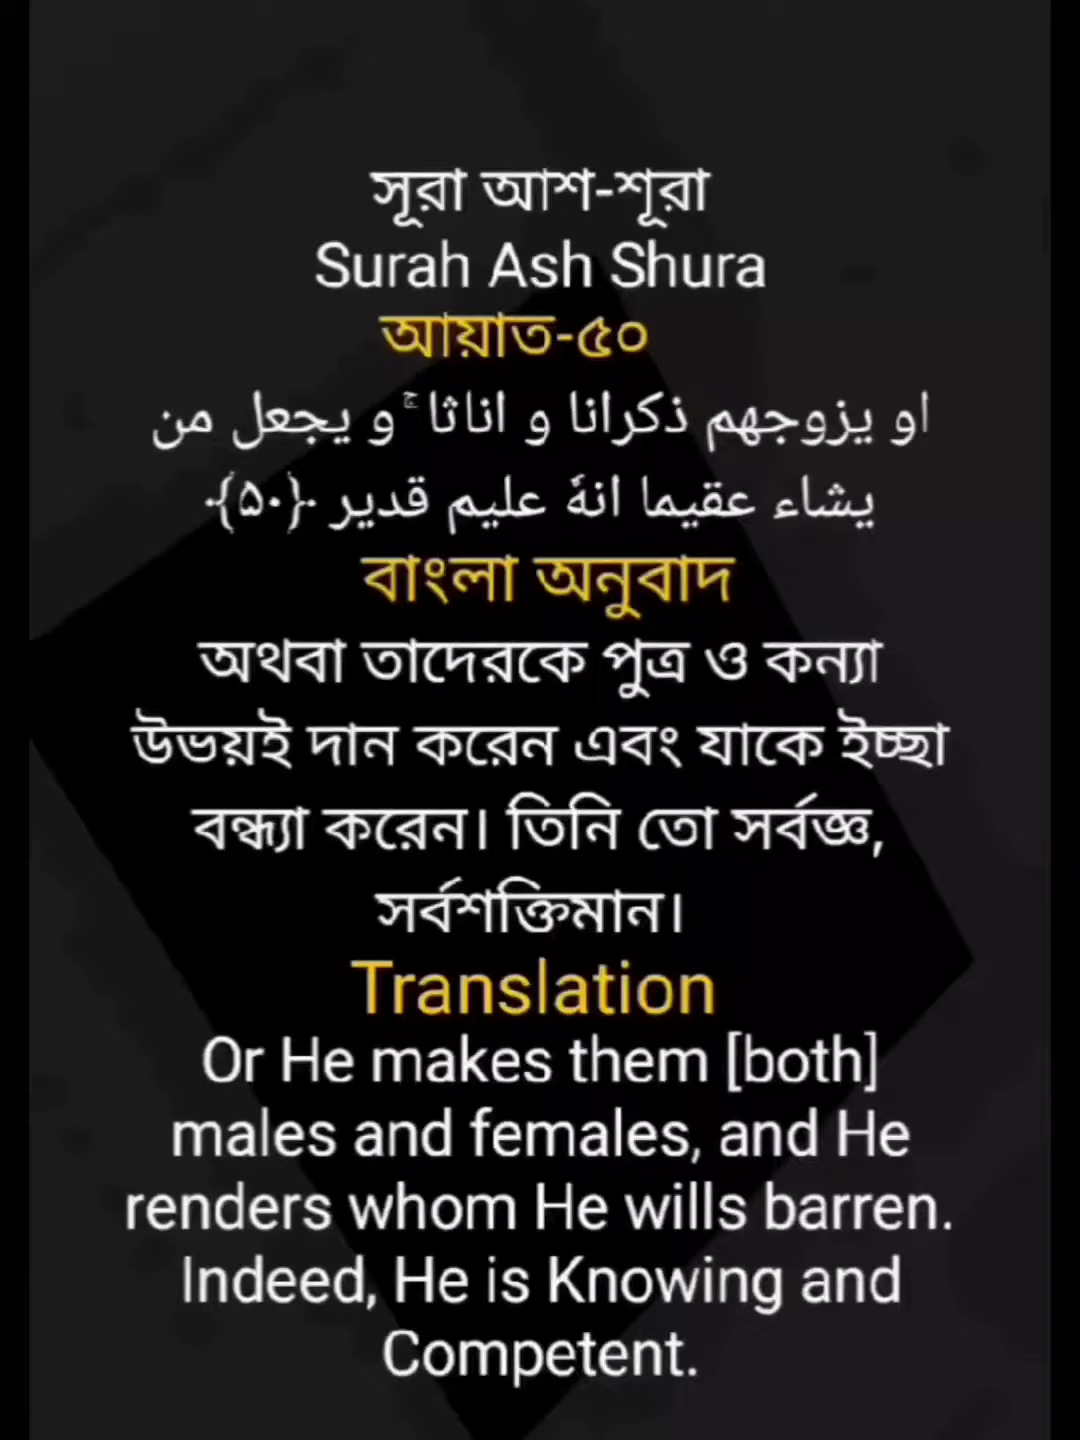 সূরা আশ-শূরা
Surah Ash Shura
আয়াত-৫০
او يزوجهم ذكرانا و اناثا ۚ و يجعل من
يشاء عقيما انهٗ عليم قدير ﴿۵۰﴾
বাংলা অনুবাদ
অথবা তাদেরকে পুত্র ও কন্যা
উভয়ই দান করেন এবং যাকে ইচ্ছা
বন্ধ্যা করেন। তিনি তো সর্বজ্ঞ,
সর্বশক্তিমান।
Translation
Or He makes them [both]
males and females, and He
renders whom He wills barren.
Indeed, He is Knowing and
Competent.